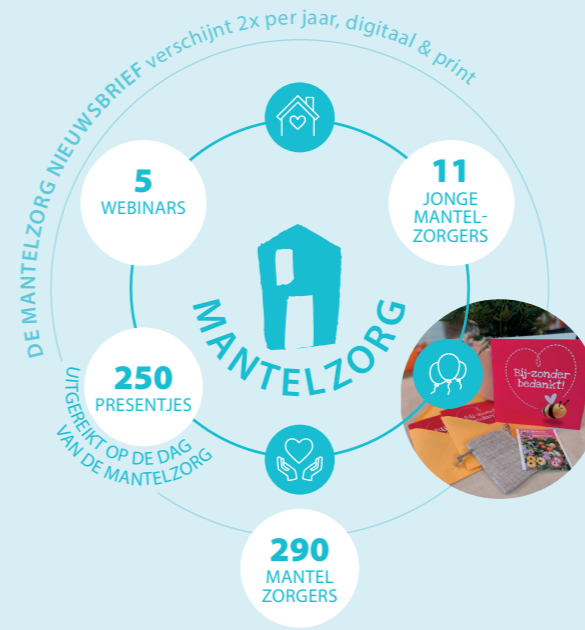 DE MANTELZORG NIEUWSBRIEF verschijnt 2x per jaar, digitaal & print
5
WEBINARS
11
JONGE
MANTEL-
ZORGERS
MANTELZORG
250
PRESENTJES
UITGEREIKT OP DE DAG
VAN DE MANTELZORG
Bij-zonder
bedankt!
290
MANTEL
ZORGERS